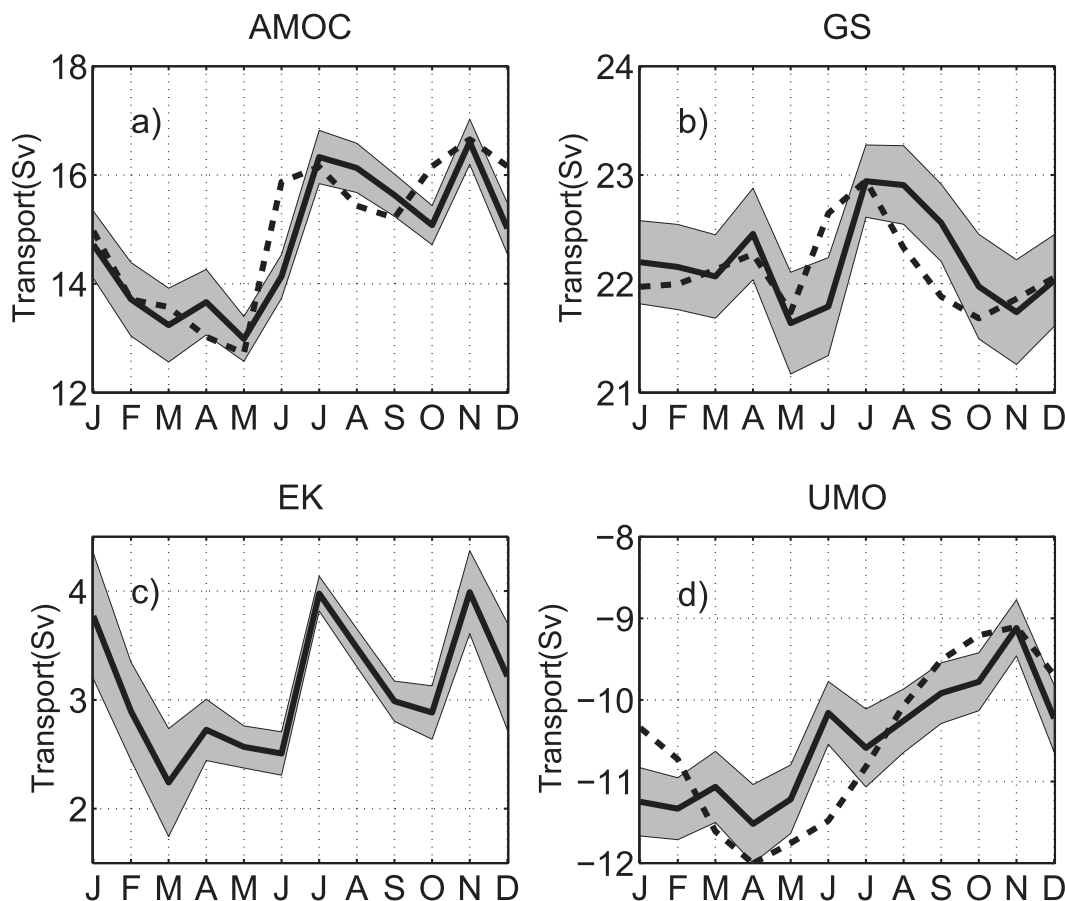 AMOC
18
16
14
12
Transport(Sv)
a)
J F M A M J J A S O N D
GS
24
23
22
21
Transport(Sv)
b)
J F M A M J J A S O N D
EK
4
3
2
Transport(Sv)
c)
J F M A M J J A S O N D
UMO
−8
−9
−10
−11
−12
Transport(Sv)
d)
J F M A M J J A S O N D